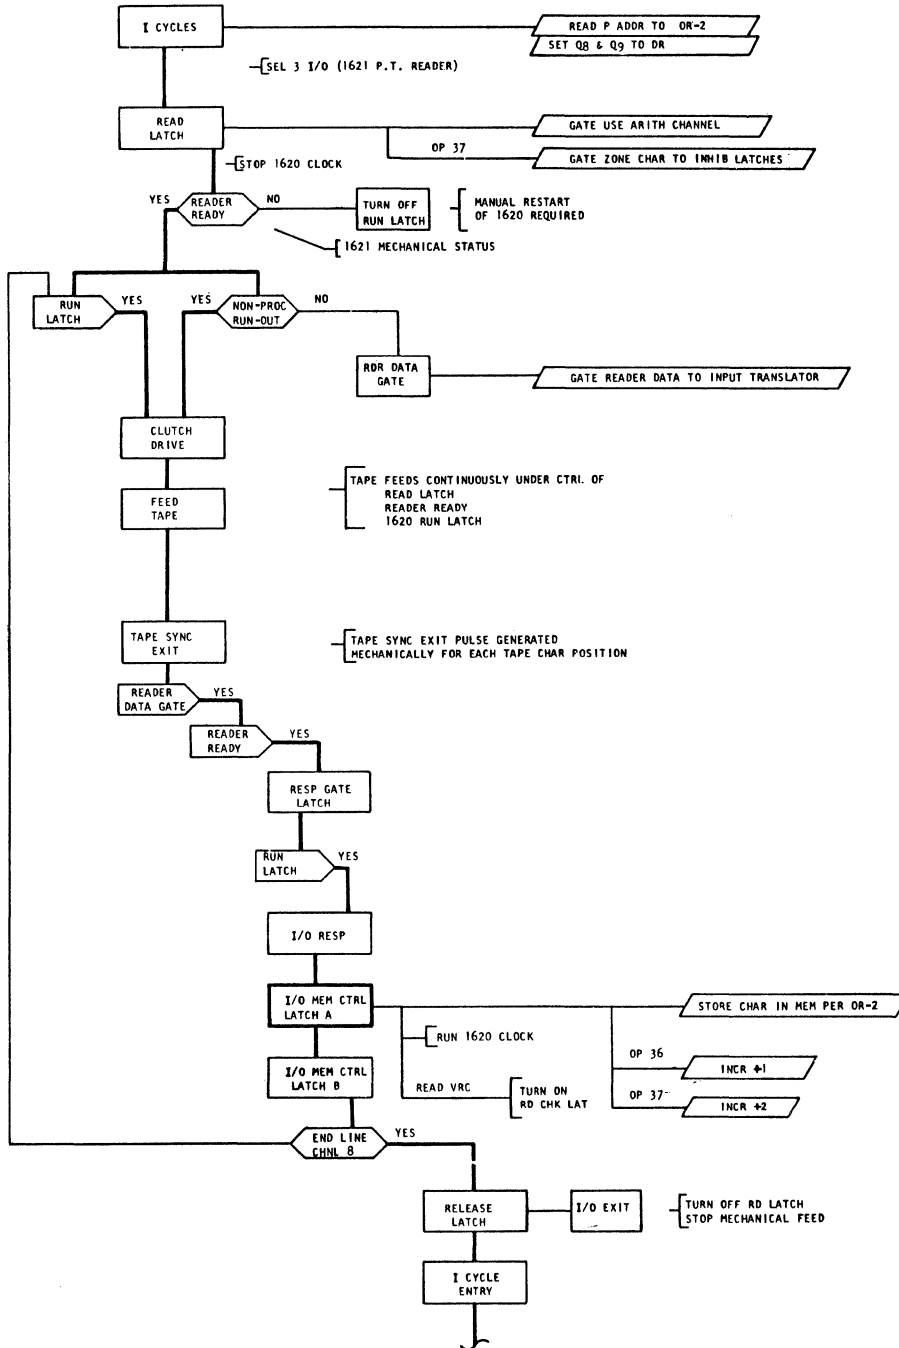 I CYCLES
READ P ADDR TO OR-2
SET Q8 & Q9 TO DR
SEL 3 I/O (1621 P.T. READER)
READ
LATCH
GATE USE ARITH CHANNEL
OP 37
GATE ZONE CHAR TO INHIB LATCHES
STOP 1620 CLOCK
YES
READER
READY
NO
TURN OFF
RUN LATCH
MANUAL RESTART
OF 1620 REQUIRED
1621 MECHANICAL STATUS
RUN
LATCH
YES
YES
NON-PROC
RUN-OUT
NO
RDR DATA
GATE
GATE READER DATA TO INPUT TRANSLATOR
CLUTCH
DRIVE
FEED
TAPE
TAPE FEEDS CONTINUOUSLY UNDER CTRL OF
READ LATCH
READER READY
1620 RUN LATCH
TAPE SYNC
EXIT
TAPE SYNC EXIT PULSE GENERATED
MECHANICALLY FOR EACH TAPE CHAR POSITION
READER
DATA GATE
YES
READER
READY
YES
RESP GATE
LATCH
RUN
LATCH
YES
I/O RESP
I/O MEM CTRL
LATCH A
STORE CHAR IN MEM PER OR-2
RUN 1620 CLOCK
OP 36
INCR +1
I/O MEM CTRL
LATCH B
READ VRC
TURN ON
RD CHK LAT
OP 37
INCR +2
END LINE
CHNL 8
YES
RELEASE
LATCH
I/O EXIT
TURN OFF RD LATCH
STOP MECHANICAL FEED
I CYCLE
ENTRY